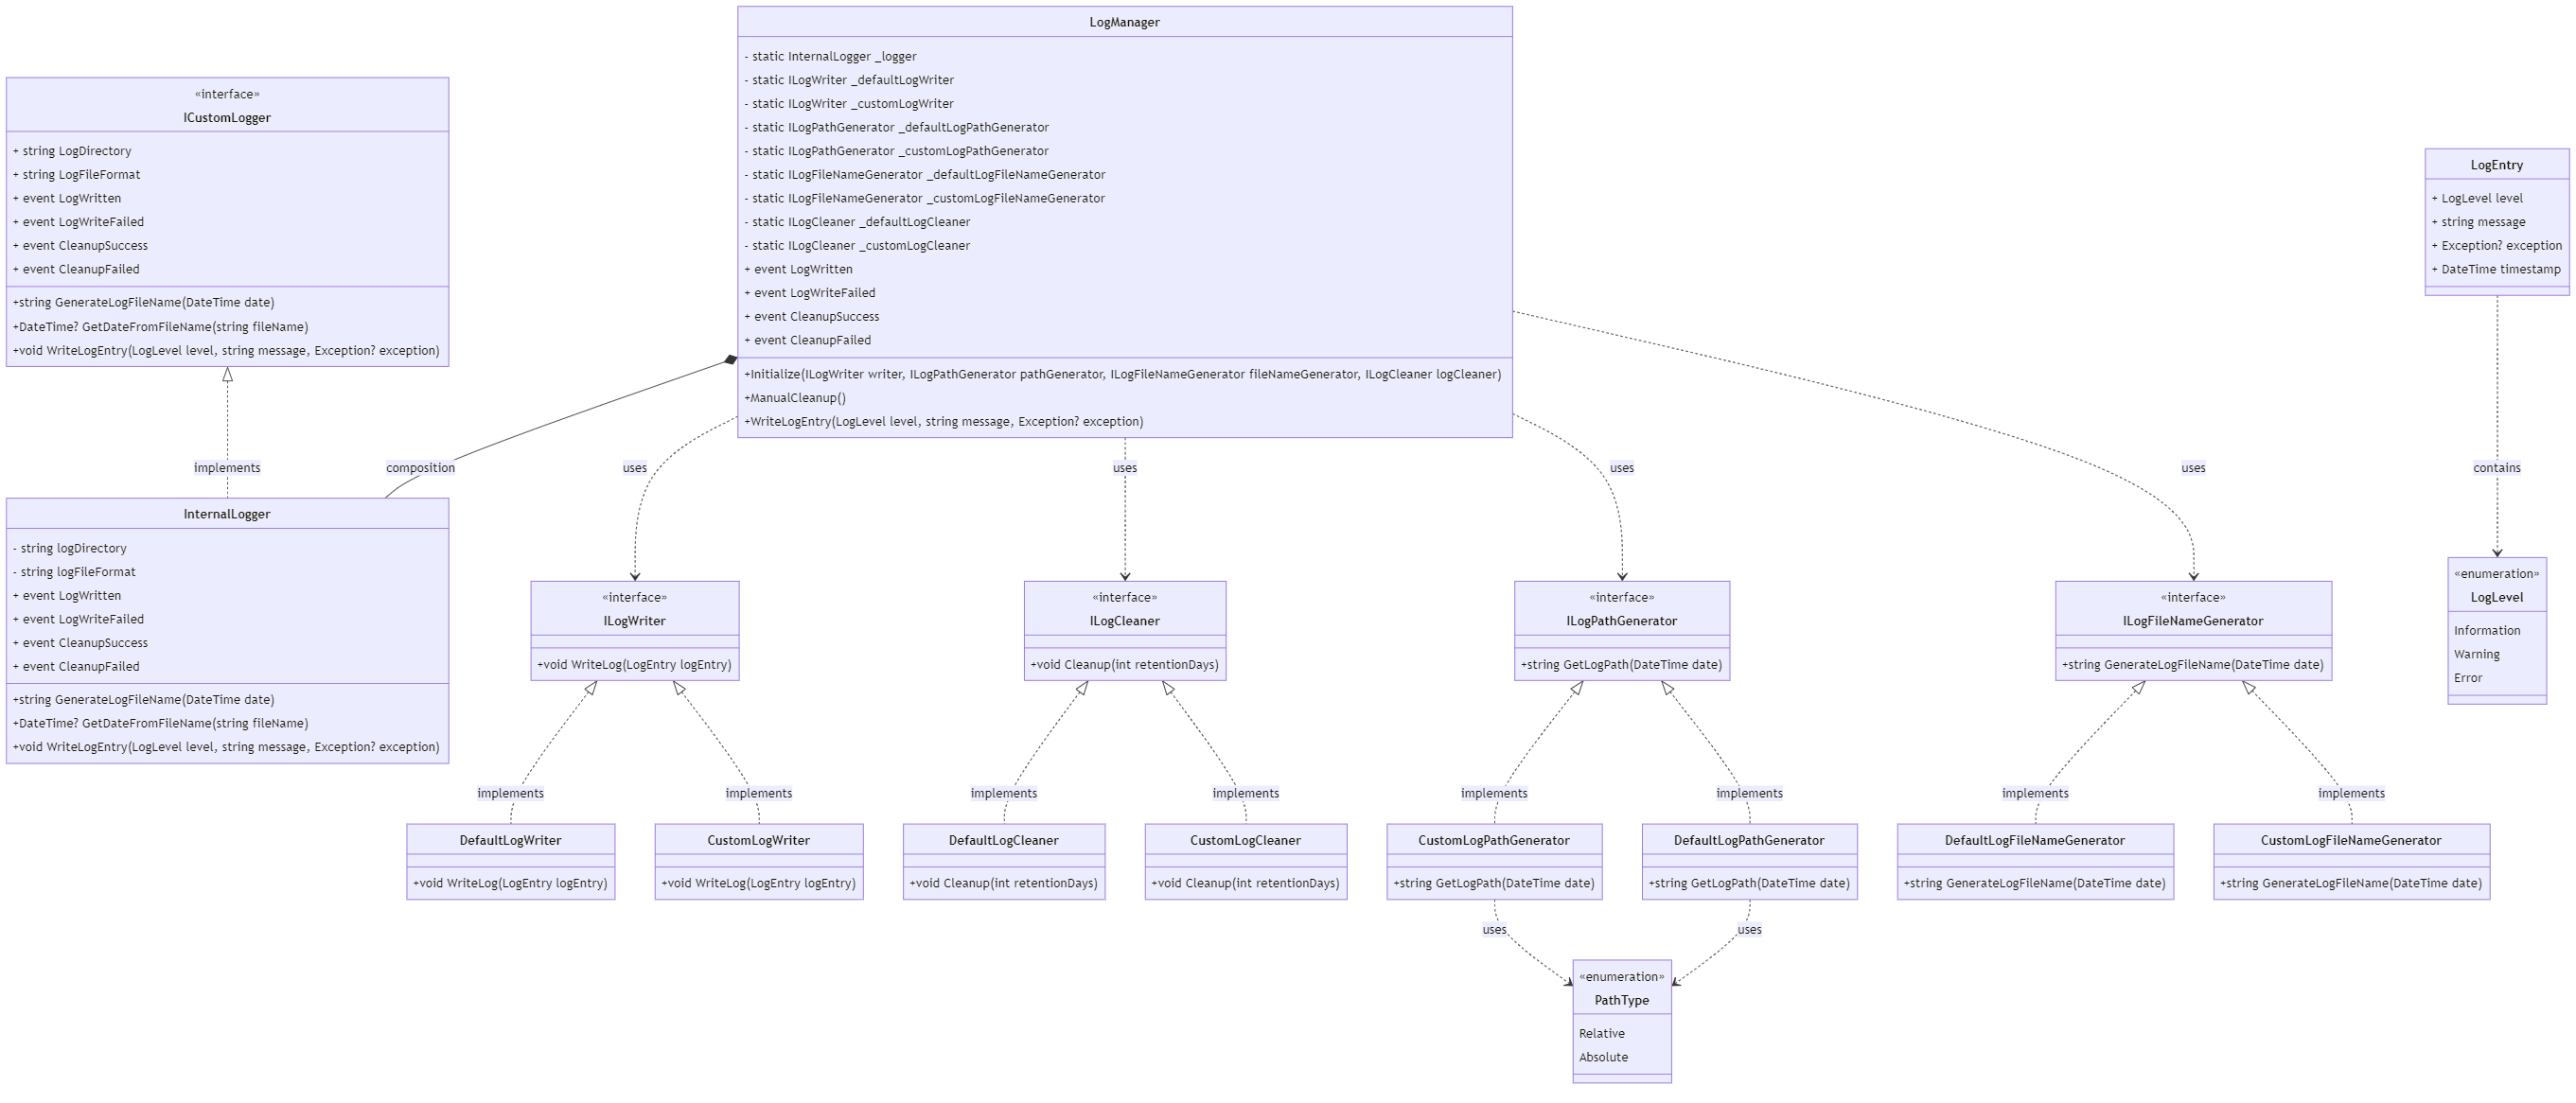 LogManager
- static InternalLogger _logger
- static ILogWriter _defaultLogWriter
- static ILogWriter _customLogWriter
- static ILogPathGenerator _defaultLogPathGenerator
- static ILogPathGenerator _customLogPathGenerator
- static ILogFileNameGenerator _defaultLogFileNameGenerator
- static ILogFileNameGenerator _customLogFileNameGenerator
- static ILogCleaner _defaultLogCleaner
- static ILogCleaner _customLogCleaner
+ event LogWritten
+ event LogWriteFailed
+ event CleanupSuccess
+ event CleanupFailed
+Initialize(ILogWriter writer, ILogPathGenerator pathGenerator, ILogFileNameGenerator fileNameGenerator, ILogCleaner logCleaner)
+ManualCleanup()
+WriteLogEntry(LogLevel level, string message, Exception? exception)
«interface»
ICustomLogger
+ string LogDirectory
+ string LogFileFormat
+ event LogWritten
+ event LogWriteFailed
+ event CleanupSuccess
+ event CleanupFailed
+string GenerateLogFileName(DateTime date)
+DateTime? GetDateFromFileName(string fileName)
+void WriteLogEntry(LogLevel level, string message, Exception? exception)
LogEntry
+ LogLevel level
+ string message
+ Exception? exception
+ DateTime timestamp
implements
composition
uses
uses
uses
uses
contains
InternalLogger
- string logDirectory
- string logFileFormat
+ event LogWritten
+ event LogWriteFailed
+ event CleanupSuccess
+ event CleanupFailed
+string GenerateLogFileName(DateTime date)
+DateTime? GetDateFromFileName(string fileName)
+void WriteLogEntry(LogLevel level, string message, Exception? exception)
«interface»
ILogWriter
+void WriteLog(LogEntry logEntry)
«interface»
ILogCleaner
+void Cleanup(int retentionDays)
«interface»
ILogPathGenerator
+string GetLogPath(DateTime date)
«interface»
ILogFileNameGenerator
+string GenerateLogFileName(DateTime date)
«enumeration»
LogLevel
Information
Warning
Error
implements
implements
implements
implements
implements
implements
implements
implements
DefaultLogWriter
+void WriteLog(LogEntry logEntry)
CustomLogWriter
+void WriteLog(LogEntry logEntry)
DefaultLogCleaner
+void Cleanup(int retentionDays)
CustomLogCleaner
+void Cleanup(int retentionDays)
CustomLogPathGenerator
+string GetLogPath(DateTime date)
DefaultLogPathGenerator
+string GetLogPath(DateTime date)
DefaultLogFileNameGenerator
+string GenerateLogFileName(DateTime date)
CustomLogFileNameGenerator
+string GenerateLogFileName(DateTime date)
uses
uses
«enumeration»
PathType
Relative
Absolute